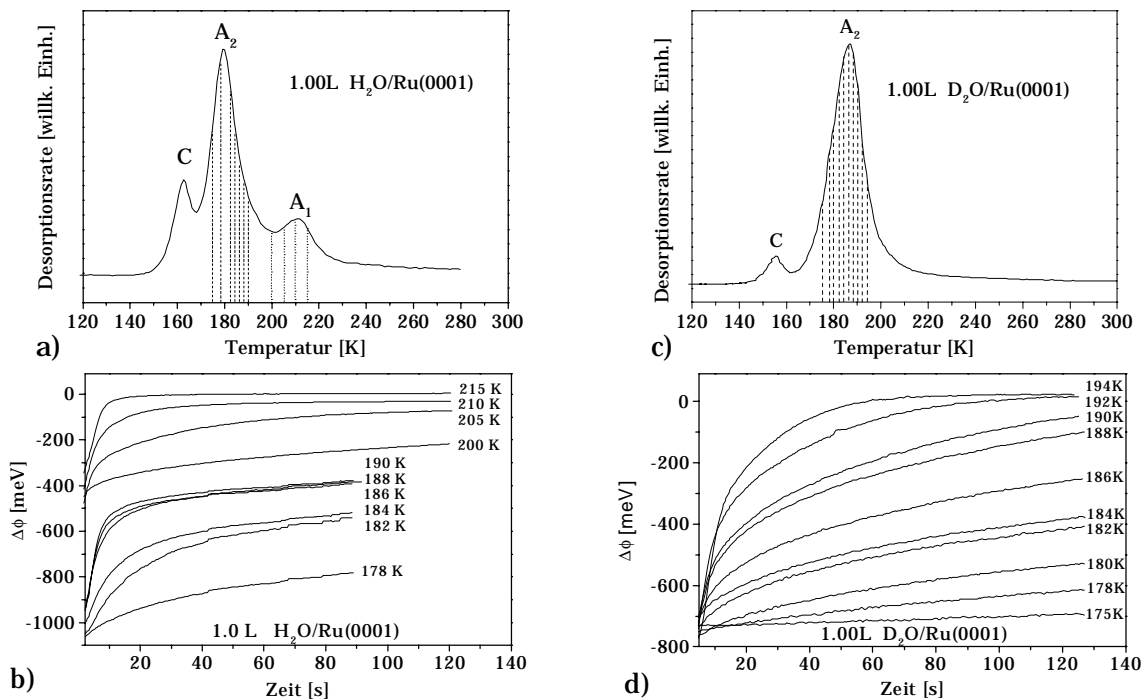 A₂
1.00L H₂O/Ru(0001)
C
A₁
Desorptionsrate [willk. Einh.]
120 140 160 180 200 220 240 260 280 300
Temperatur [K]
a)
A₂
1.00L D₂O/Ru(0001)
C
Desorptionsrate [willk. Einh.]
120 140 160 180 200 220 240 260 280 300
Temperatur [K]
c)
0
-200
-400
-600
-800
-1000
Δϕ [meV]
215 K
210 K
205 K
200 K
190 K
188 K
186 K
184 K
182 K
178 K
1.0 L H₂O/Ru(0001)
20 40 60 80 100 120 140
Zeit [s]
b)
0
-200
-400
-600
-800
Δϕ [meV]
194K
192K
190K
188K
186K
184K
182K
180K
178K
175K
1.00L D₂O/Ru(0001)
20 40 60 80 100 120 140
Zeit [s]
d)